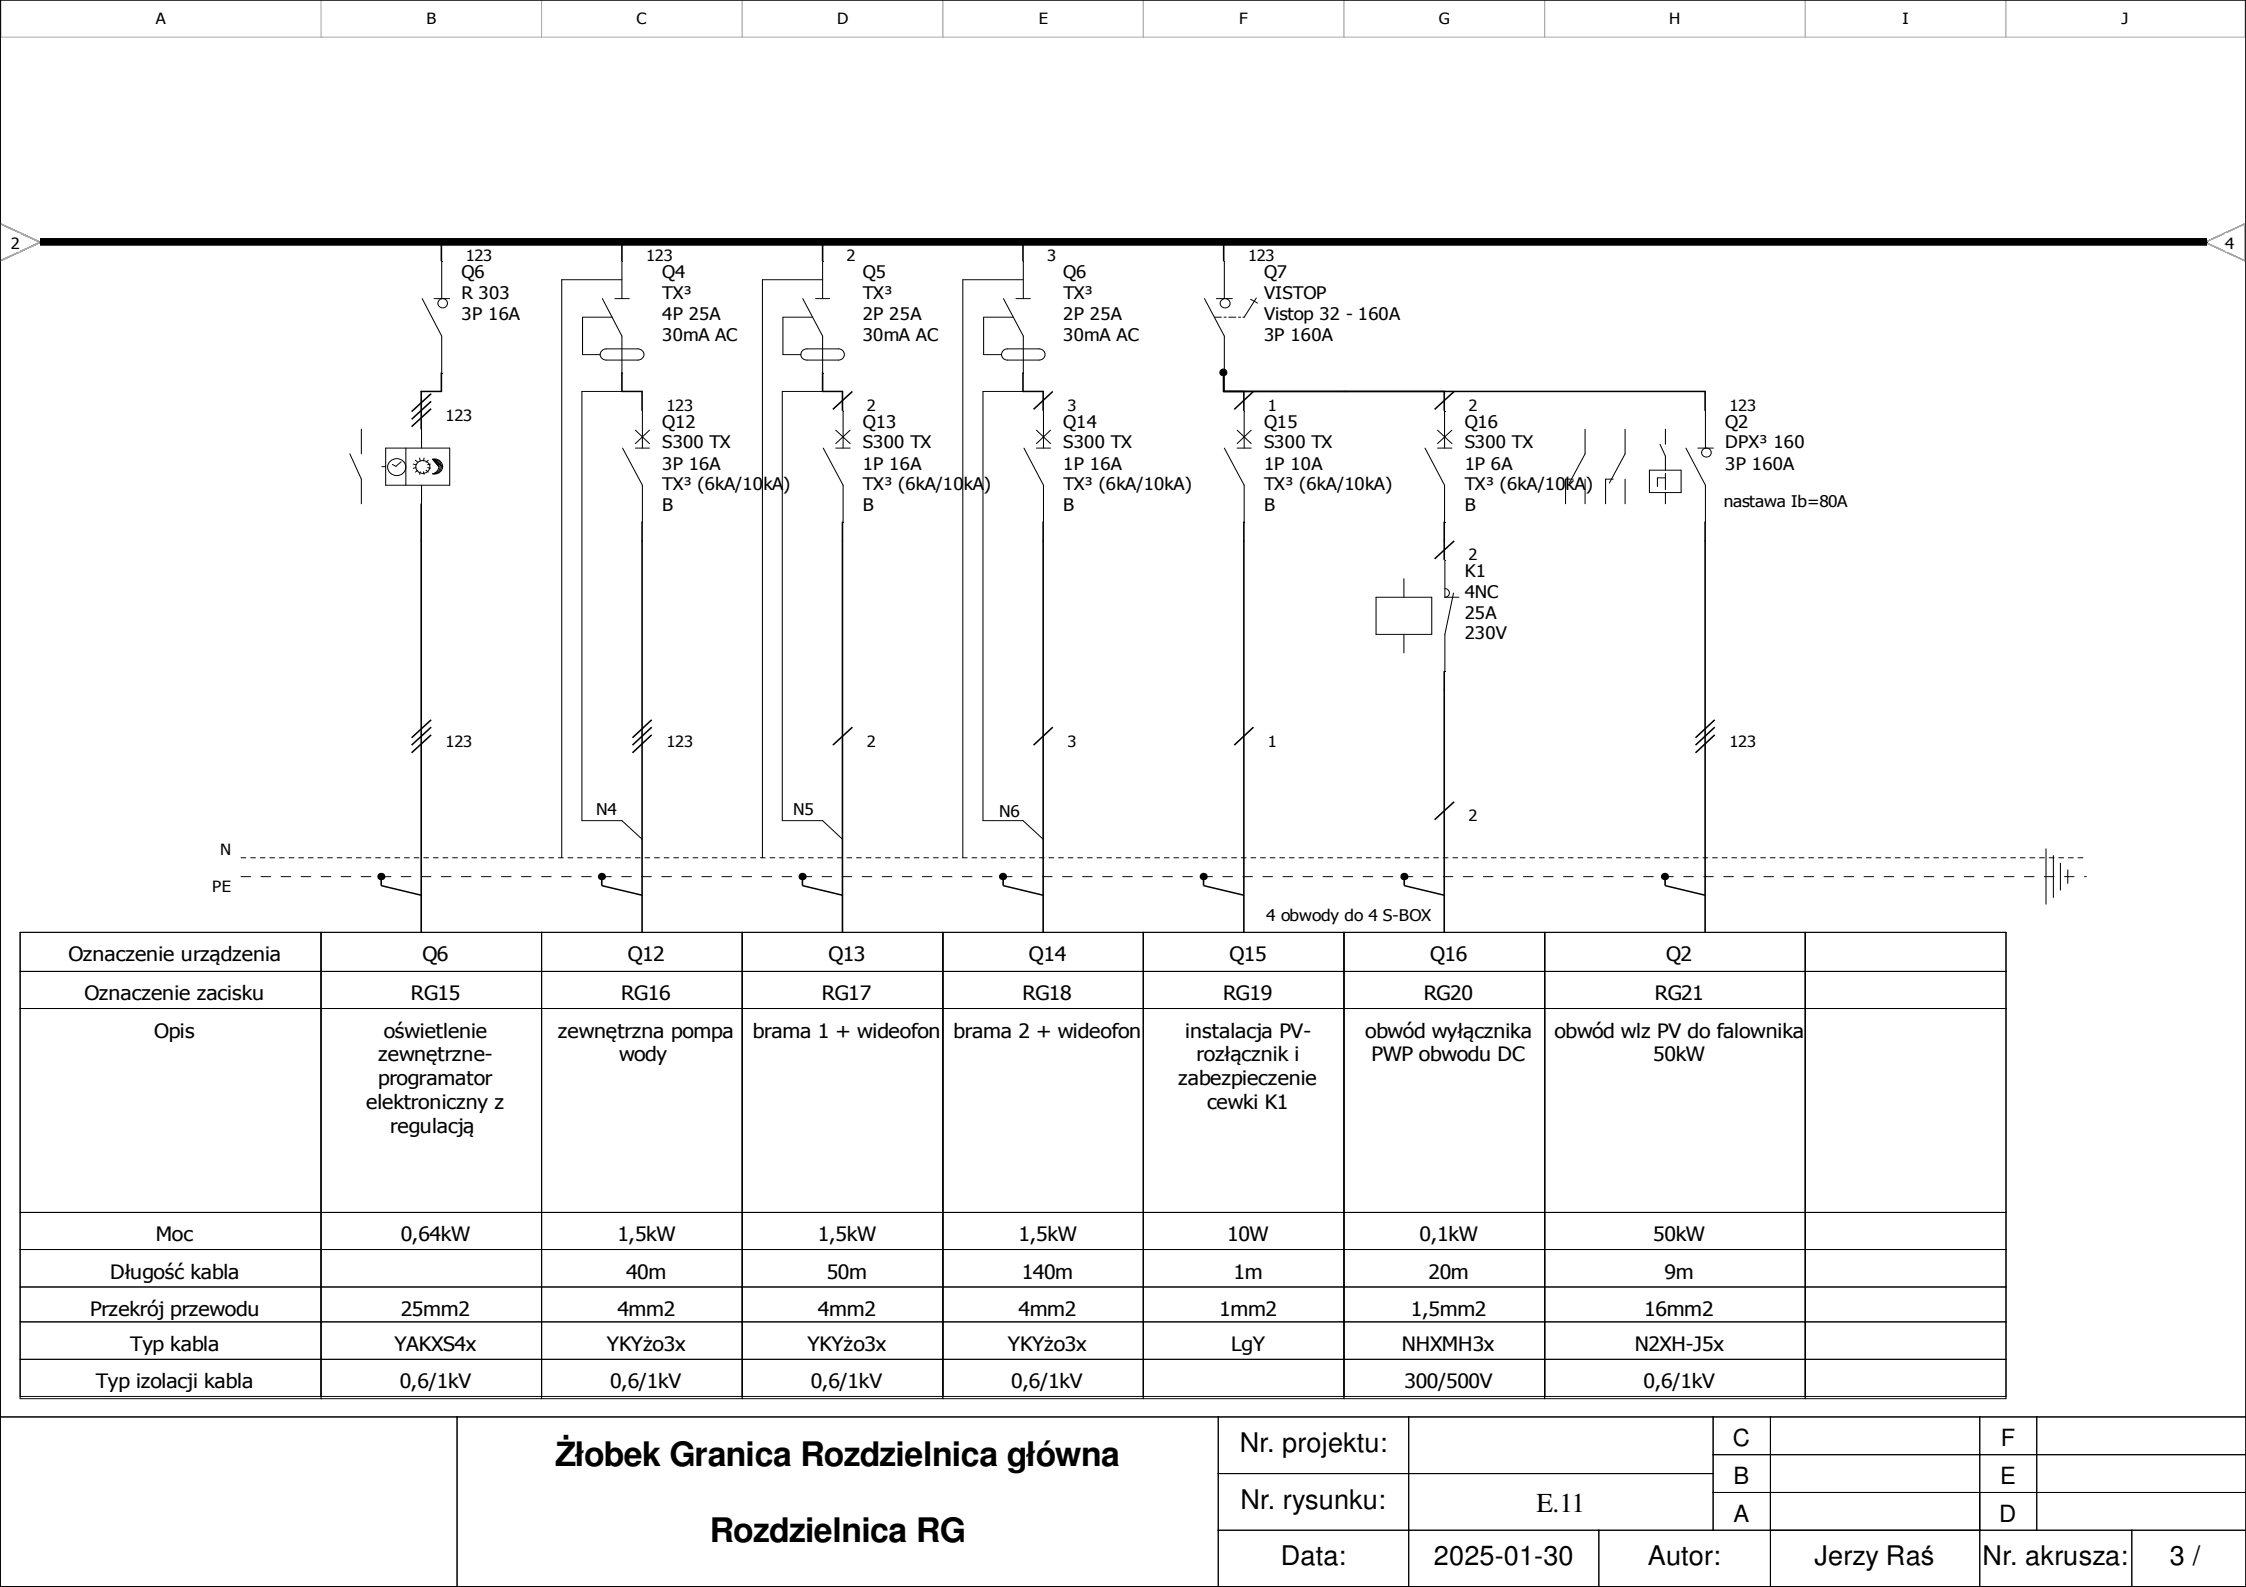 A B C D E F G H I J
2
4
123
Q6
R 303
3P 16A
123
Q4
TX³
4P 25A
30mA AC
2
Q5
TX³
2P 25A
30mA AC
3
Q6
TX³
2P 25A
30mA AC
123
Q7
VISTOP
Vistop 32 - 160A
3P 160A
123
123
Q12
S300 TX
3P 16A
TX³ (6kA/10kA)
B
2
Q13
S300 TX
1P 16A
TX³ (6kA/10kA)
B
3
Q14
S300 TX
1P 16A
TX³ (6kA/10kA)
B
1
Q15
S300 TX
1P 10A
TX³ (6kA/10kA)
B
2
Q16
S300 TX
1P 6A
TX³ (6kA/10kA)
B
123
Q2
DPX³ 160
3P 160A
nastawa Ib=80A
2
K1
4NC
25A
230V
123 123 2 3 1 123
N4 N5 N6 2
N
PE
4 obwody do 4 S-BOX
Oznaczenie urządzenia Q6 Q12 Q13 Q14 Q15 Q16 Q2
Oznaczenie zacisku RG15 RG16 RG17 RG18 RG19 RG20 RG21
Opis
oświetlenie
zewnętrzne-
programator
elektroniczny z
regulacją
zewnętrzna pompa
wody
brama 1 + wideofon
brama 2 + wideofon
instalacja PV-
rozłącznik i
zabezpieczenie
cewki K1
obwód wyłącznika
PWP obwodu DC
obwód wlz PV do falownika
50kW
Moc 0,64kW 1,5kW 1,5kW 1,5kW 10W 0,1kW 50kW
Długość kabla 40m 50m 140m 1m 20m 9m
Przekrój przewodu 25mm2 4mm2 4mm2 4mm2 1mm2 1,5mm2 16mm2
Typ kabla YAKXS4x YKYżo3x YKYżo3x YKYżo3x LgY NHXMH3x N2XH-J5x
Typ izolacji kabla 0,6/1kV 0,6/1kV 0,6/1kV 0,6/1kV 300/500V 0,6/1kV
Żłobek Granica Rozdzielnica główna
Rozdzielnica RG
Nr. projektu:
Nr. rysunku: E.11
C F
B E
A D
Data: 2025-01-30 Autor: Jerzy Raś Nr. akrusza: 3 /